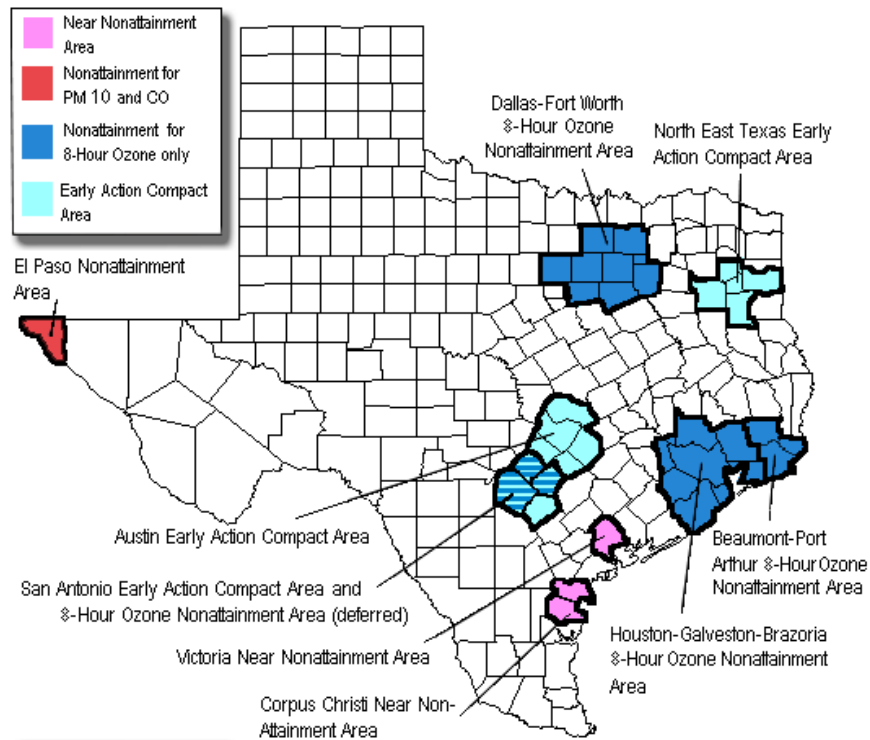 Near Nonattainment
Area
Nonattainment for
PM 10 and CO
Nonattainment for
8-Hour Ozone only
Early Action Compact
Area
El Paso Nonattainment
Area
Dallas-Fort Worth
8-Hour Ozone
Nonattainment Area
North East Texas Early
Action Compact Area
Austin Early Action Compact Area
San Antonio Early Action Compact Area and
8-Hour Ozone Nonattainment Area (deferred)
Victoria Near Nonattainment Area
Corpus Christi Near Non-
Attainment Area
Beaumont-Port
Arthur 8-Hour Ozone
Nonattainment Area
Houston-Galveston-Brazoria
8-Hour Ozone Nonattainment
Area